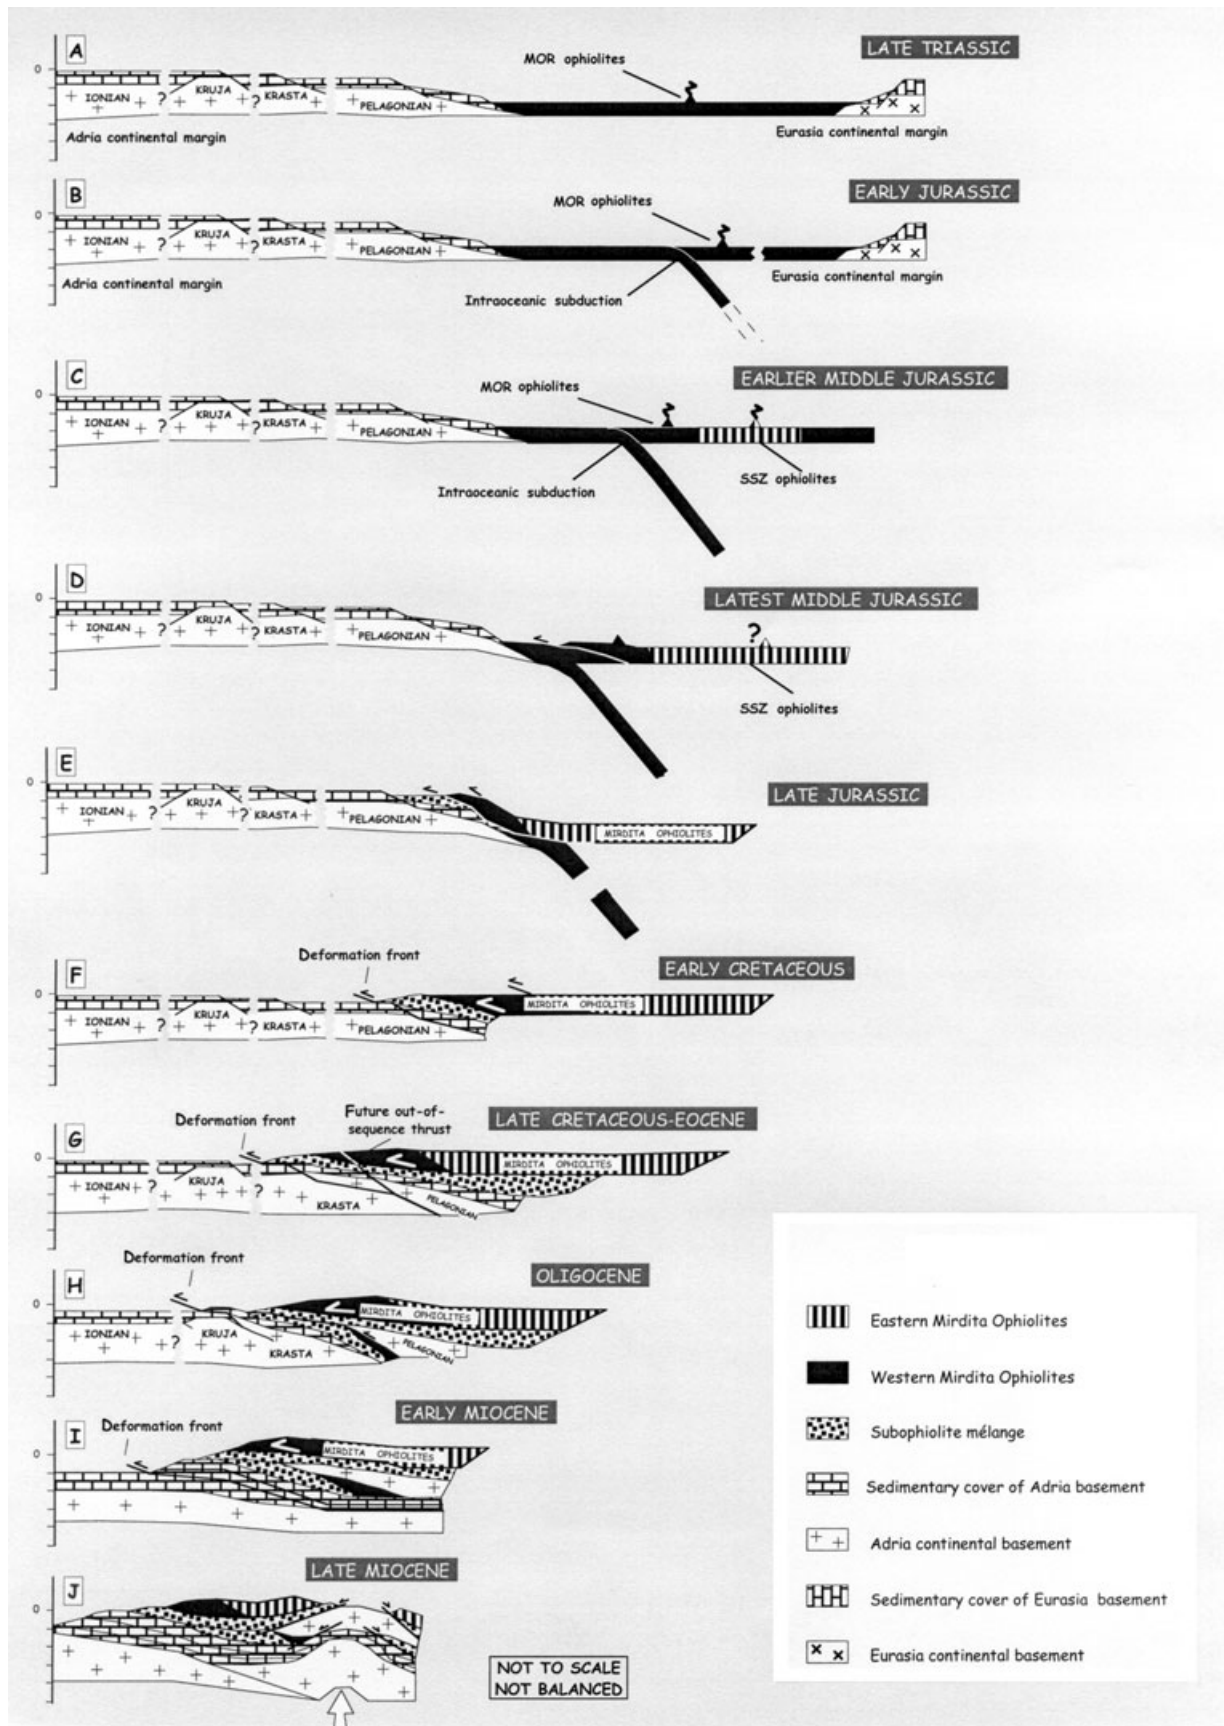 A
LATE TRIASSIC
MOR ophiolites
0
IONIAN ? KRUJA ? KRASTA PELAGONIAN
Adria continental margin
Eurasia continental margin
B
EARLY JURASSIC
MOR ophiolites
0
IONIAN ? KRUJA ? KRASTA PELAGONIAN
Adria continental margin
Eurasia continental margin
Intraoceanic subduction
C
EARLIER MIDDLE JURASSIC
MOR ophiolites
0
IONIAN ? KRUJA ? KRASTA PELAGONIAN
SSZ ophiolites
Intraoceanic subduction
D
LATEST MIDDLE JURASSIC
0
IONIAN ? KRUJA ? KRASTA PELAGONIAN
?
SSZ ophiolites
E
LATE JURASSIC
0
IONIAN ? KRUJA ? KRASTA PELAGONIAN
MIRDITA OPHIOLITES
F
Deformation front
EARLY CRETACEOUS
0
IONIAN ? KRUJA ? KRASTA PELAGONIAN
MIRDITA OPHIOLITES
G
Deformation front
Future out-of-
sequence thrust
LATE CRETACEOUS-EOCENE
0
MIRDITA OPHIOLITES
IONIAN ? KRUJA ? KRASTA PELAGONIAN
H
Deformation front
OLIGOCENE
0
MIRDITA OPHIOLITES
IONIAN ? KRUJA KRASTA PELAGONIAN
I
Deformation front
EARLY MIOCENE
0
MIRDITA OPHIOLITES
J
LATE MIOCENE
0
NOT TO SCALE
NOT BALANCED
Eastern Mirdita Ophiolites
Western Mirdita Ophiolites
Subophiolite mélange
Sedimentary cover of Adria basement
Adria continental basement
Sedimentary cover of Eurasia basement
Eurasia continental basement